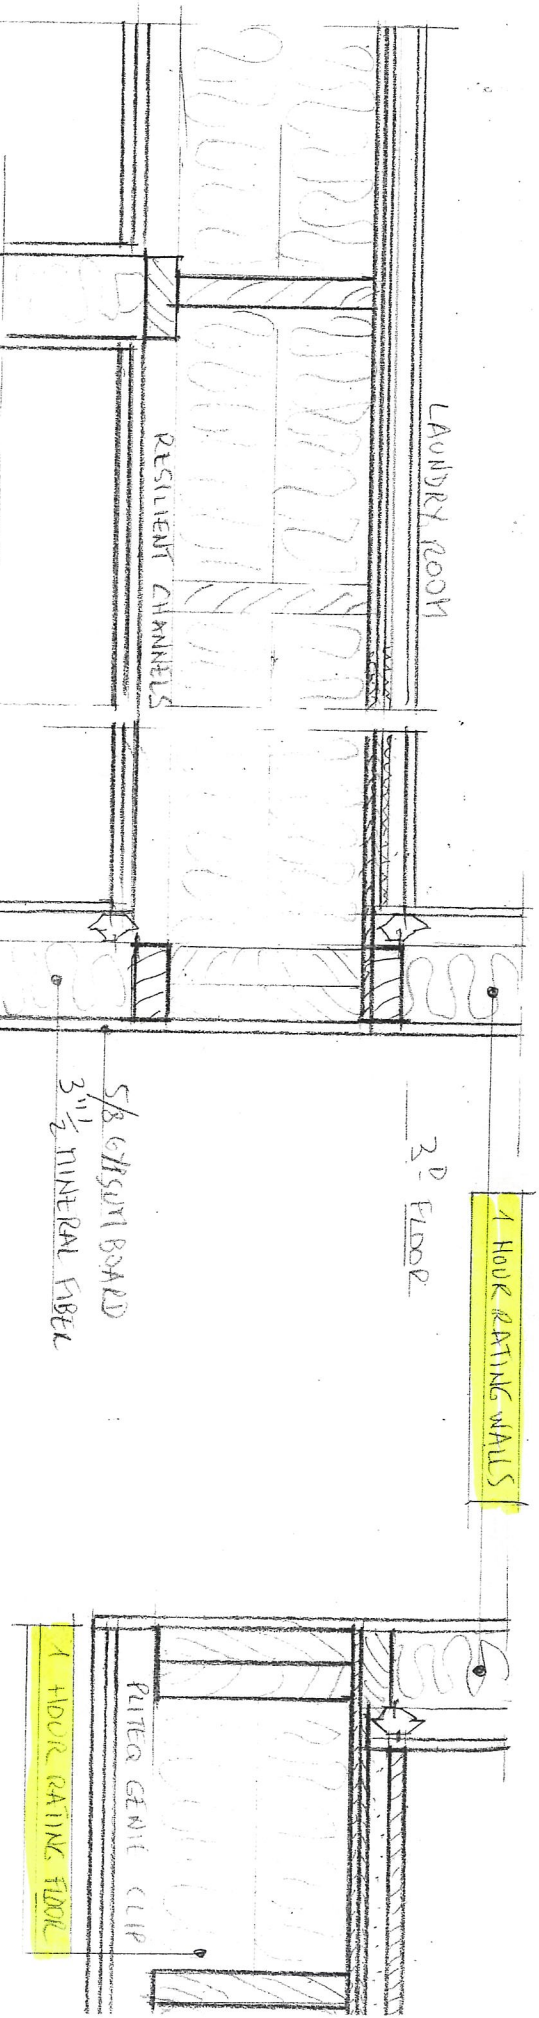 LAUNDRY ROOM
RESILIENT CHANNELS
3D- FLOOR
1 HOUR RATING WALLS
5/8 GYPSUM BOARD
3"1/2 MINERAL FIBER
PLITEQ GENIE CLIP
1 HOUR RATING FLOOR